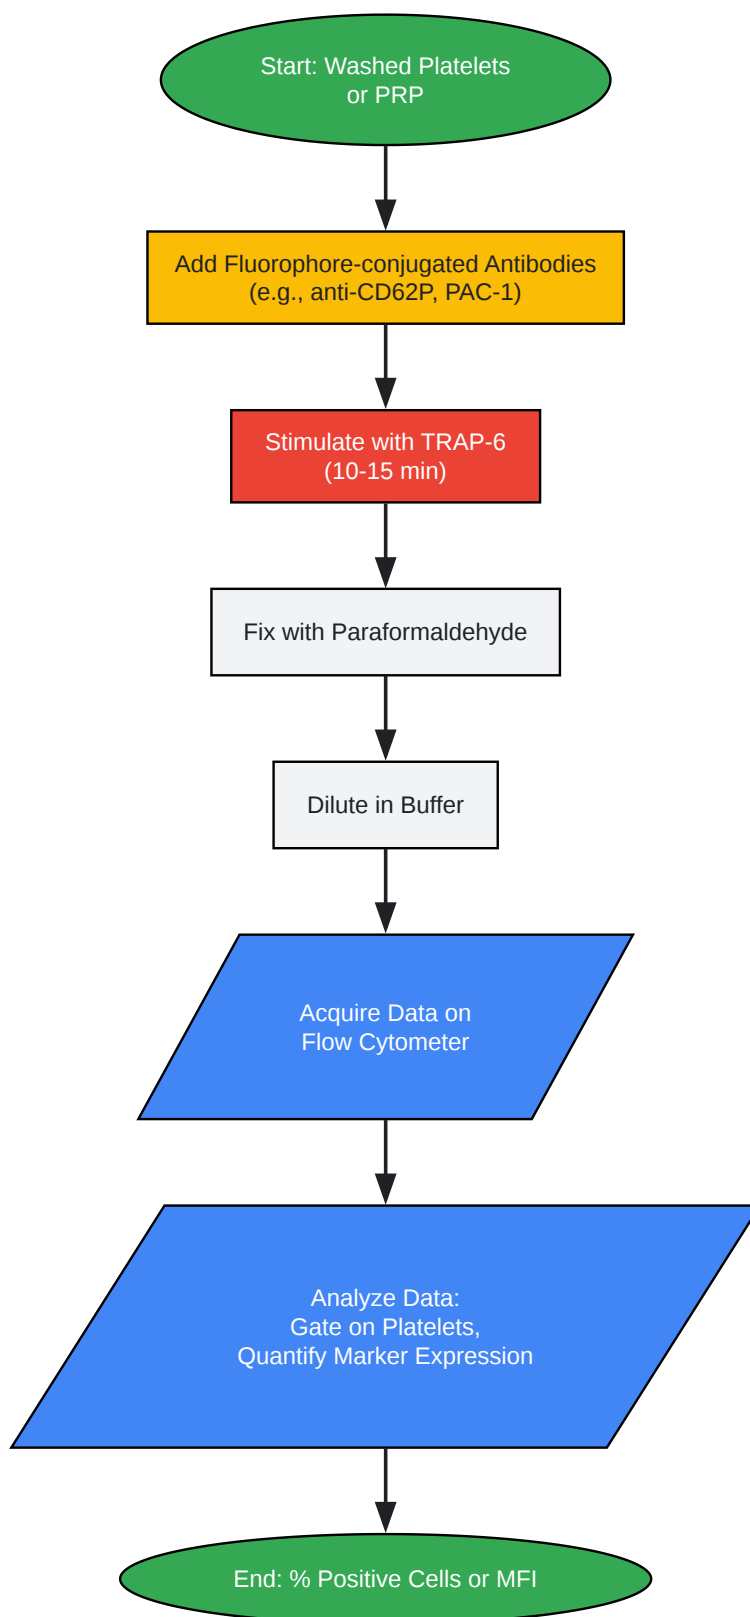 Start: Washed Platelets
or PRP
Add Fluorophore-conjugated Antibodies
(e.g., anti-CD62P, PAC-1)
Stimulate with TRAP-6
(10-15 min)
Fix with Paraformaldehyde
Dilute in Buffer
Acquire Data on
Flow Cytometer
Analyze Data:
Gate on Platelets,
Quantify Marker Expression
End: % Positive Cells or MFI